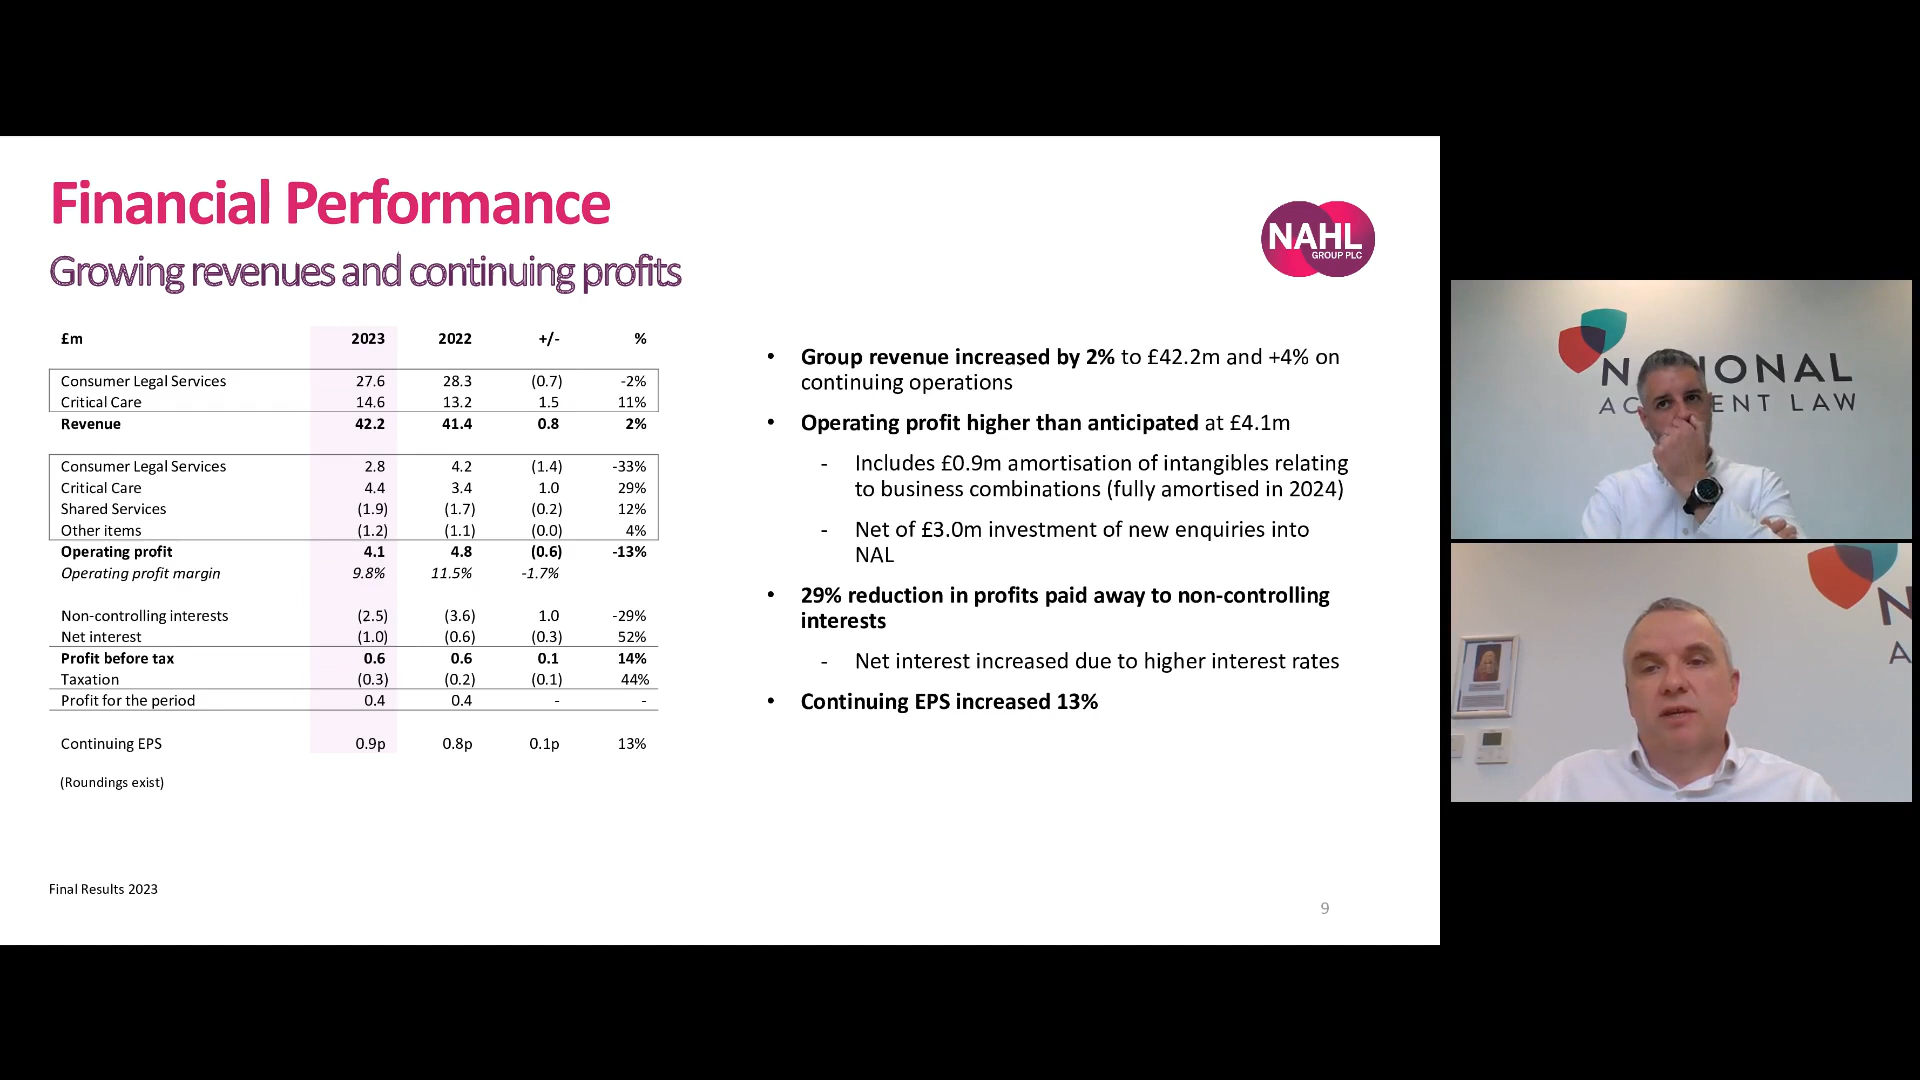 Financial Performance
Growing revenues and continuing profits
NAHL
GROUP PLC
£m 2023 2022 +/- %
Consumer Legal Services 27.6 28.3 (0.7) -2%
Critical Care 14.6 13.2 1.5 11%
Revenue 42.2 41.4 0.8 2%
Consumer Legal Services 2.8 4.2 (1.4) -33%
Critical Care 4.4 3.4 1.0 29%
Shared Services (1.9) (1.7) (0.2) 12%
Other items (1.2) (1.1) (0.0) 4%
Operating profit 4.1 4.8 (0.6) -13%
Operating profit margin 9.8% 11.5% -1.7%
Non-controlling interests (2.5) (3.6) 1.0 -29%
Net interest (1.0) (0.6) (0.3) 52%
Profit before tax 0.6 0.6 0.1 14%
Taxation (0.3) (0.2) (0.1) 44%
Profit for the period 0.4 0.4 - -
Continuing EPS 0.9p 0.8p 0.1p 13%
(Roundings exist)
• Group revenue increased by 2% to £42.2m and +4% on
continuing operations
• Operating profit higher than anticipated at £4.1m
- Includes £0.9m amortisation of intangibles relating
to business combinations (fully amortised in 2024)
- Net of £3.0m investment of new enquiries into
NAL
• 29% reduction in profits paid away to non-controlling
interests
- Net interest increased due to higher interest rates
• Continuing EPS increased 13%
Final Results 2023
9
N IONAL
AC ENT LAW
N
A